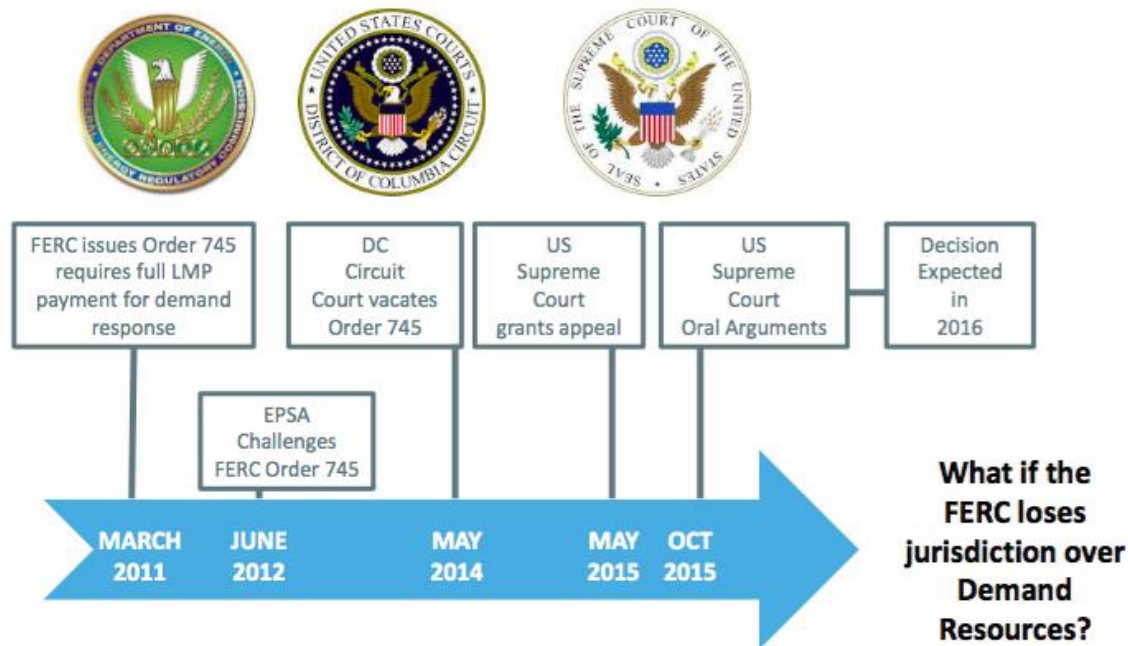 DEPARTMENT OF ENERGY
FEDERAL ENERGY REGULATORY COMMISSION
UNITED STATES COURTS
DISTRICT OF COLUMBIA CIRCUIT
SEAL OF THE SUPREME COURT OF THE UNITED STATES
FERC issues Order 745
requires full LMP
payment for demand
response
DC
Circuit
Court vacates
Order 745
US
Supreme
Court
grants appeal
US
Supreme
Court
Oral Arguments
Decision
Expected
in
2016
EPSA
Challenges
FERC Order 745
MARCH
2011
JUNE
2012
MAY
2014
MAY
2015
OCT
2015
What if the
FERC loses
jurisdiction over
Demand
Resources?